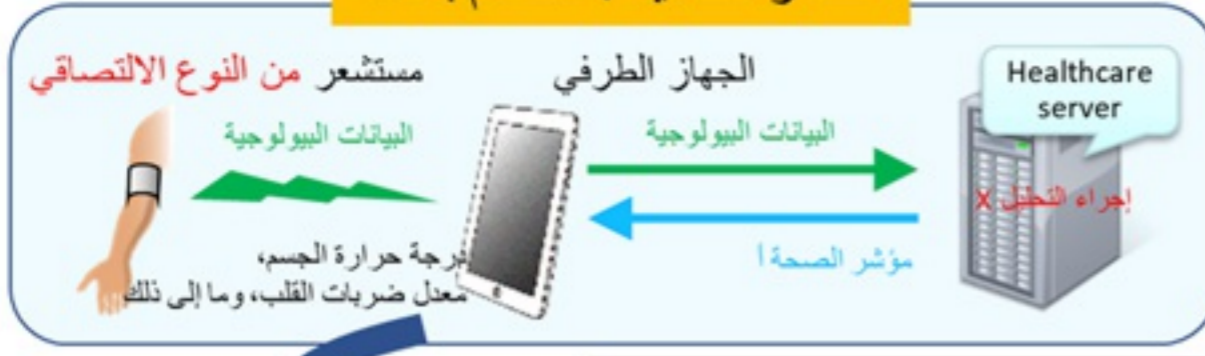 مستشعر من النوع الالتصاقي
الجهاز الطرفي
Healthcare
server
البيانات البيولوجية
البيانات البيولوجية
إجراء التحليل X
مؤشر الصحة أ
درجة حرارة الجسم،
معدل ضربات القلب، وما إلى ذلك